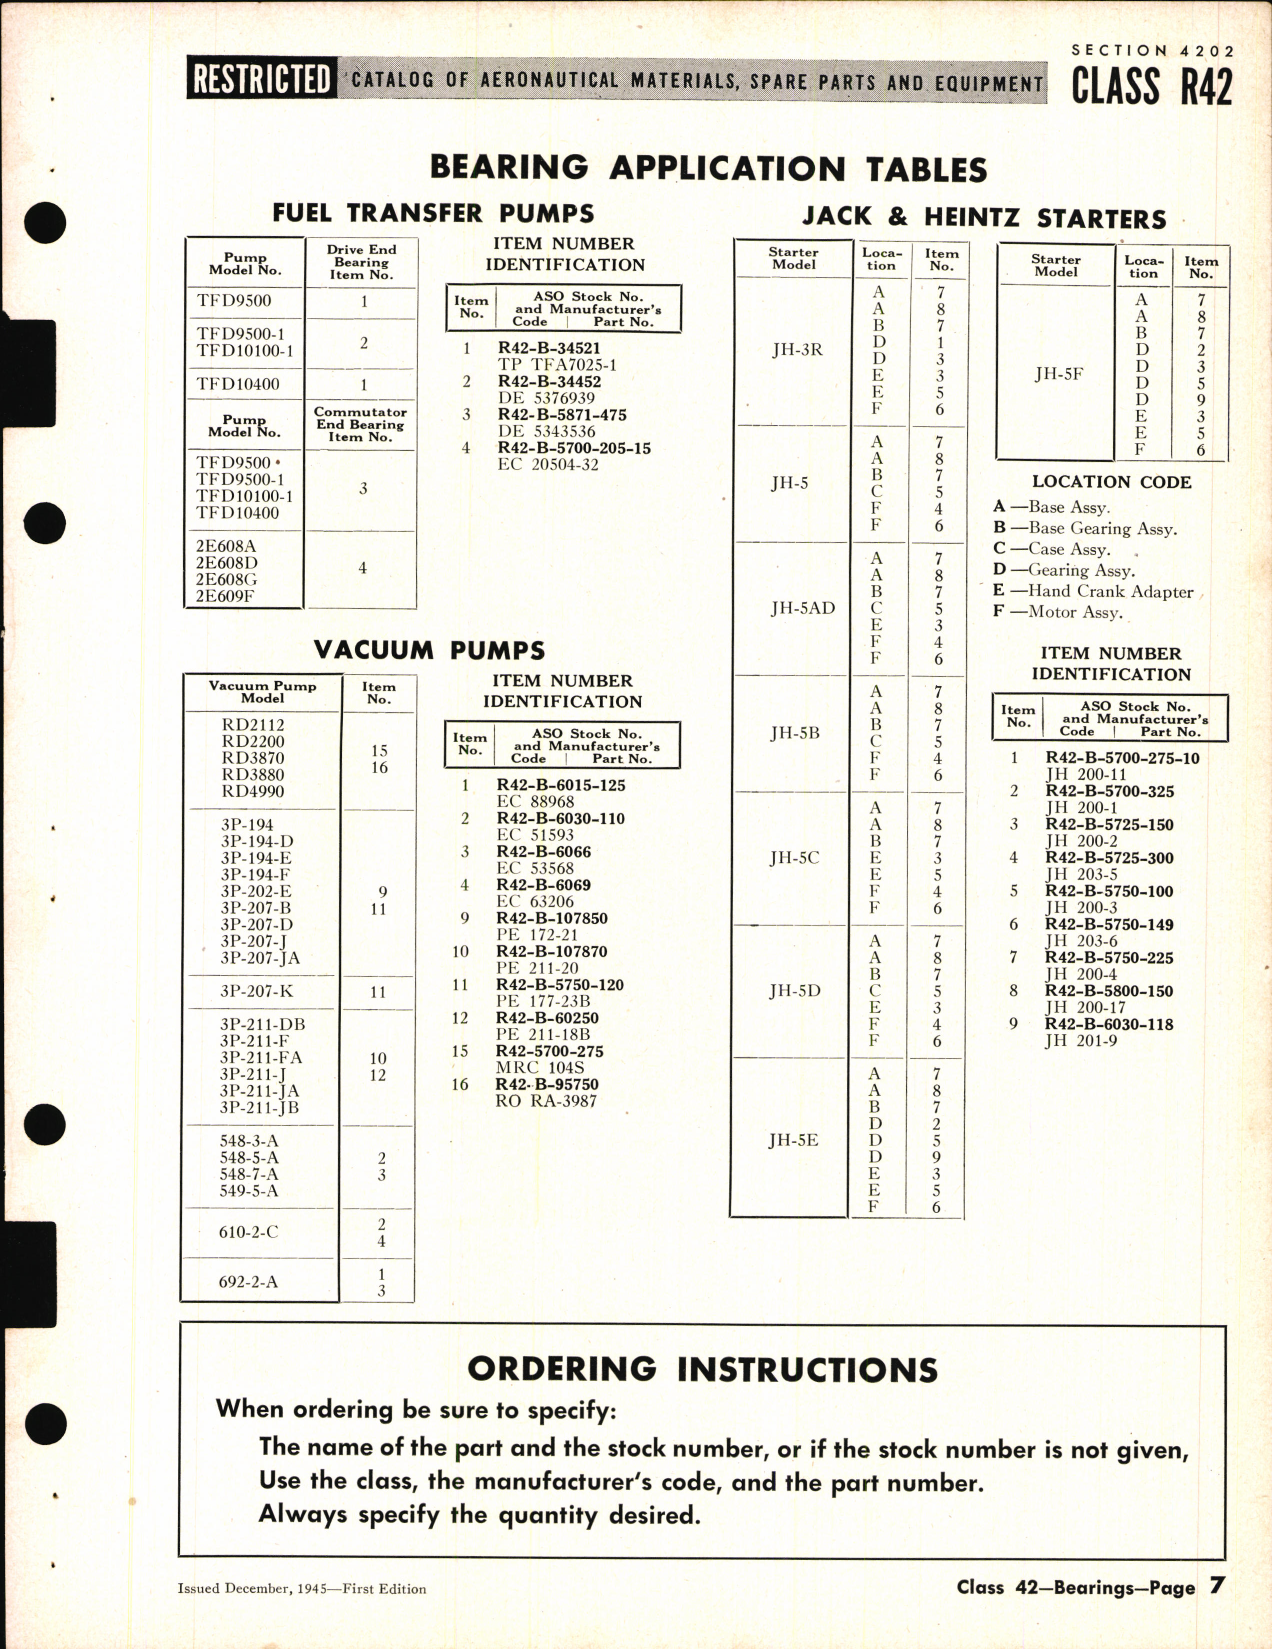 SECTION 4202
RESTRICTED CATALOG OF AERONAUTICAL MATERIALS, SPARE PARTS AND EQUIPMENT CLASS R42
BEARING APPLICATION TABLES
FUEL TRANSFER PUMPS
Pump Model No. | Drive End Bearing Item No.
TFD9500 1
TFD9500-1
TFD10100-1 2
TFD10400 1
Pump Model No. | Commutator End Bearing Item No.
TFD9500
TFD9500-1
TFD10100-1 3
TFD10400
2E608A
2E608D
2E608G 4
2E609F
ITEM NUMBER
IDENTIFICATION
Item No. | ASO Stock No. and Manufacturer's Code | Part No.
1 R42-B-34521
TP TFA7025-1
2 R42-B-34452
DE 5376939
3 R42-B-5871-475
DE 5343536
4 R42-B-5700-205-15
EC 20504-32
VACUUM PUMPS
Vacuum Pump Model | Item No.
RD2112
RD2200
RD3870 15
RD3880 16
RD4990
3P-194
3P-194-D
3P-194-E
3P-194-F
3P-202-E 9
3P-207-B 11
3P-207-D
3P-207-J
3P-207-JA
3P-207-K 11
3P-211-DB
3P-211-F
3P-211-FA 10
3P-211-J 12
3P-211-JA
3P-211-JB
548-3-A
548-5-A 2
548-7-A 3
549-5-A
610-2-C 2
4
692-2-A 1
3
ITEM NUMBER
IDENTIFICATION
Item No. | ASO Stock No. and Manufacturer's Code | Part No.
1 R42-B-6015-125
EC 88968
2 R42-B-6030-110
EC 51593
3 R42-B-6066
EC 53568
4 R42-B-6069
EC 63206
9 R42-B-107850
PE 172-21
10 R42-B-107870
PE 211-20
11 R42-B-5750-120
PE 177-23B
12 R42-B-60250
PE 211-18B
15 R42-5700-275
MRC 104S
16 R42-B-95750
RO RA-3987
JACK & HEINTZ STARTERS
Starter Model | Loca-tion | Item No.
JH-3R
A 7
A 8
B 7
D 1
D 3
E 3
E 5
F 6
JH-5
A 7
A 8
B 7
C 5
F 4
F 6
JH-5AD
A 7
A 8
B 7
C 5
E 3
F 4
F 6
JH-5B
A 7
A 8
B 7
C 5
F 4
F 6
JH-5C
A 7
A 8
B 7
E 3
E 5
F 4
F 6
JH-5D
A 7
A 8
B 7
C 5
E 3
F 4
F 6
JH-5E
A 7
A 8
B 7
D 2
D 5
D 9
E 3
E 5
F 6
Starter Model | Loca-tion | Item No.
JH-5F
A 7
A 8
B 7
D 2
D 3
D 5
D 9
E 3
E 5
F 6
LOCATION CODE
A—Base Assy.
B—Base Gearing Assy.
C—Case Assy.
D—Gearing Assy.
E—Hand Crank Adapter
F—Motor Assy.
ITEM NUMBER
IDENTIFICATION
Item No. | ASO Stock No. and Manufacturer's Code | Part No.
1 R42-B-5700-275-10
JH 200-11
2 R42-B-5700-325
JH 200-1
3 R42-B-5725-150
JH 200-2
4 R42-B-5725-300
JH 203-5
5 R42-B-5750-100
JH 200-3
6 R42-B-5750-149
JH 203-6
7 R42-B-5750-225
JH 200-4
8 R42-B-5800-150
JH 200-17
9 R42-B-6030-118
JH 201-9
ORDERING INSTRUCTIONS
When ordering be sure to specify:
The name of the part and the stock number, or if the stock number is not given,
Use the class, the manufacturer's code, and the part number.
Always specify the quantity desired.
Issued December, 1945—First Edition
Class 42—Bearings—Page 7